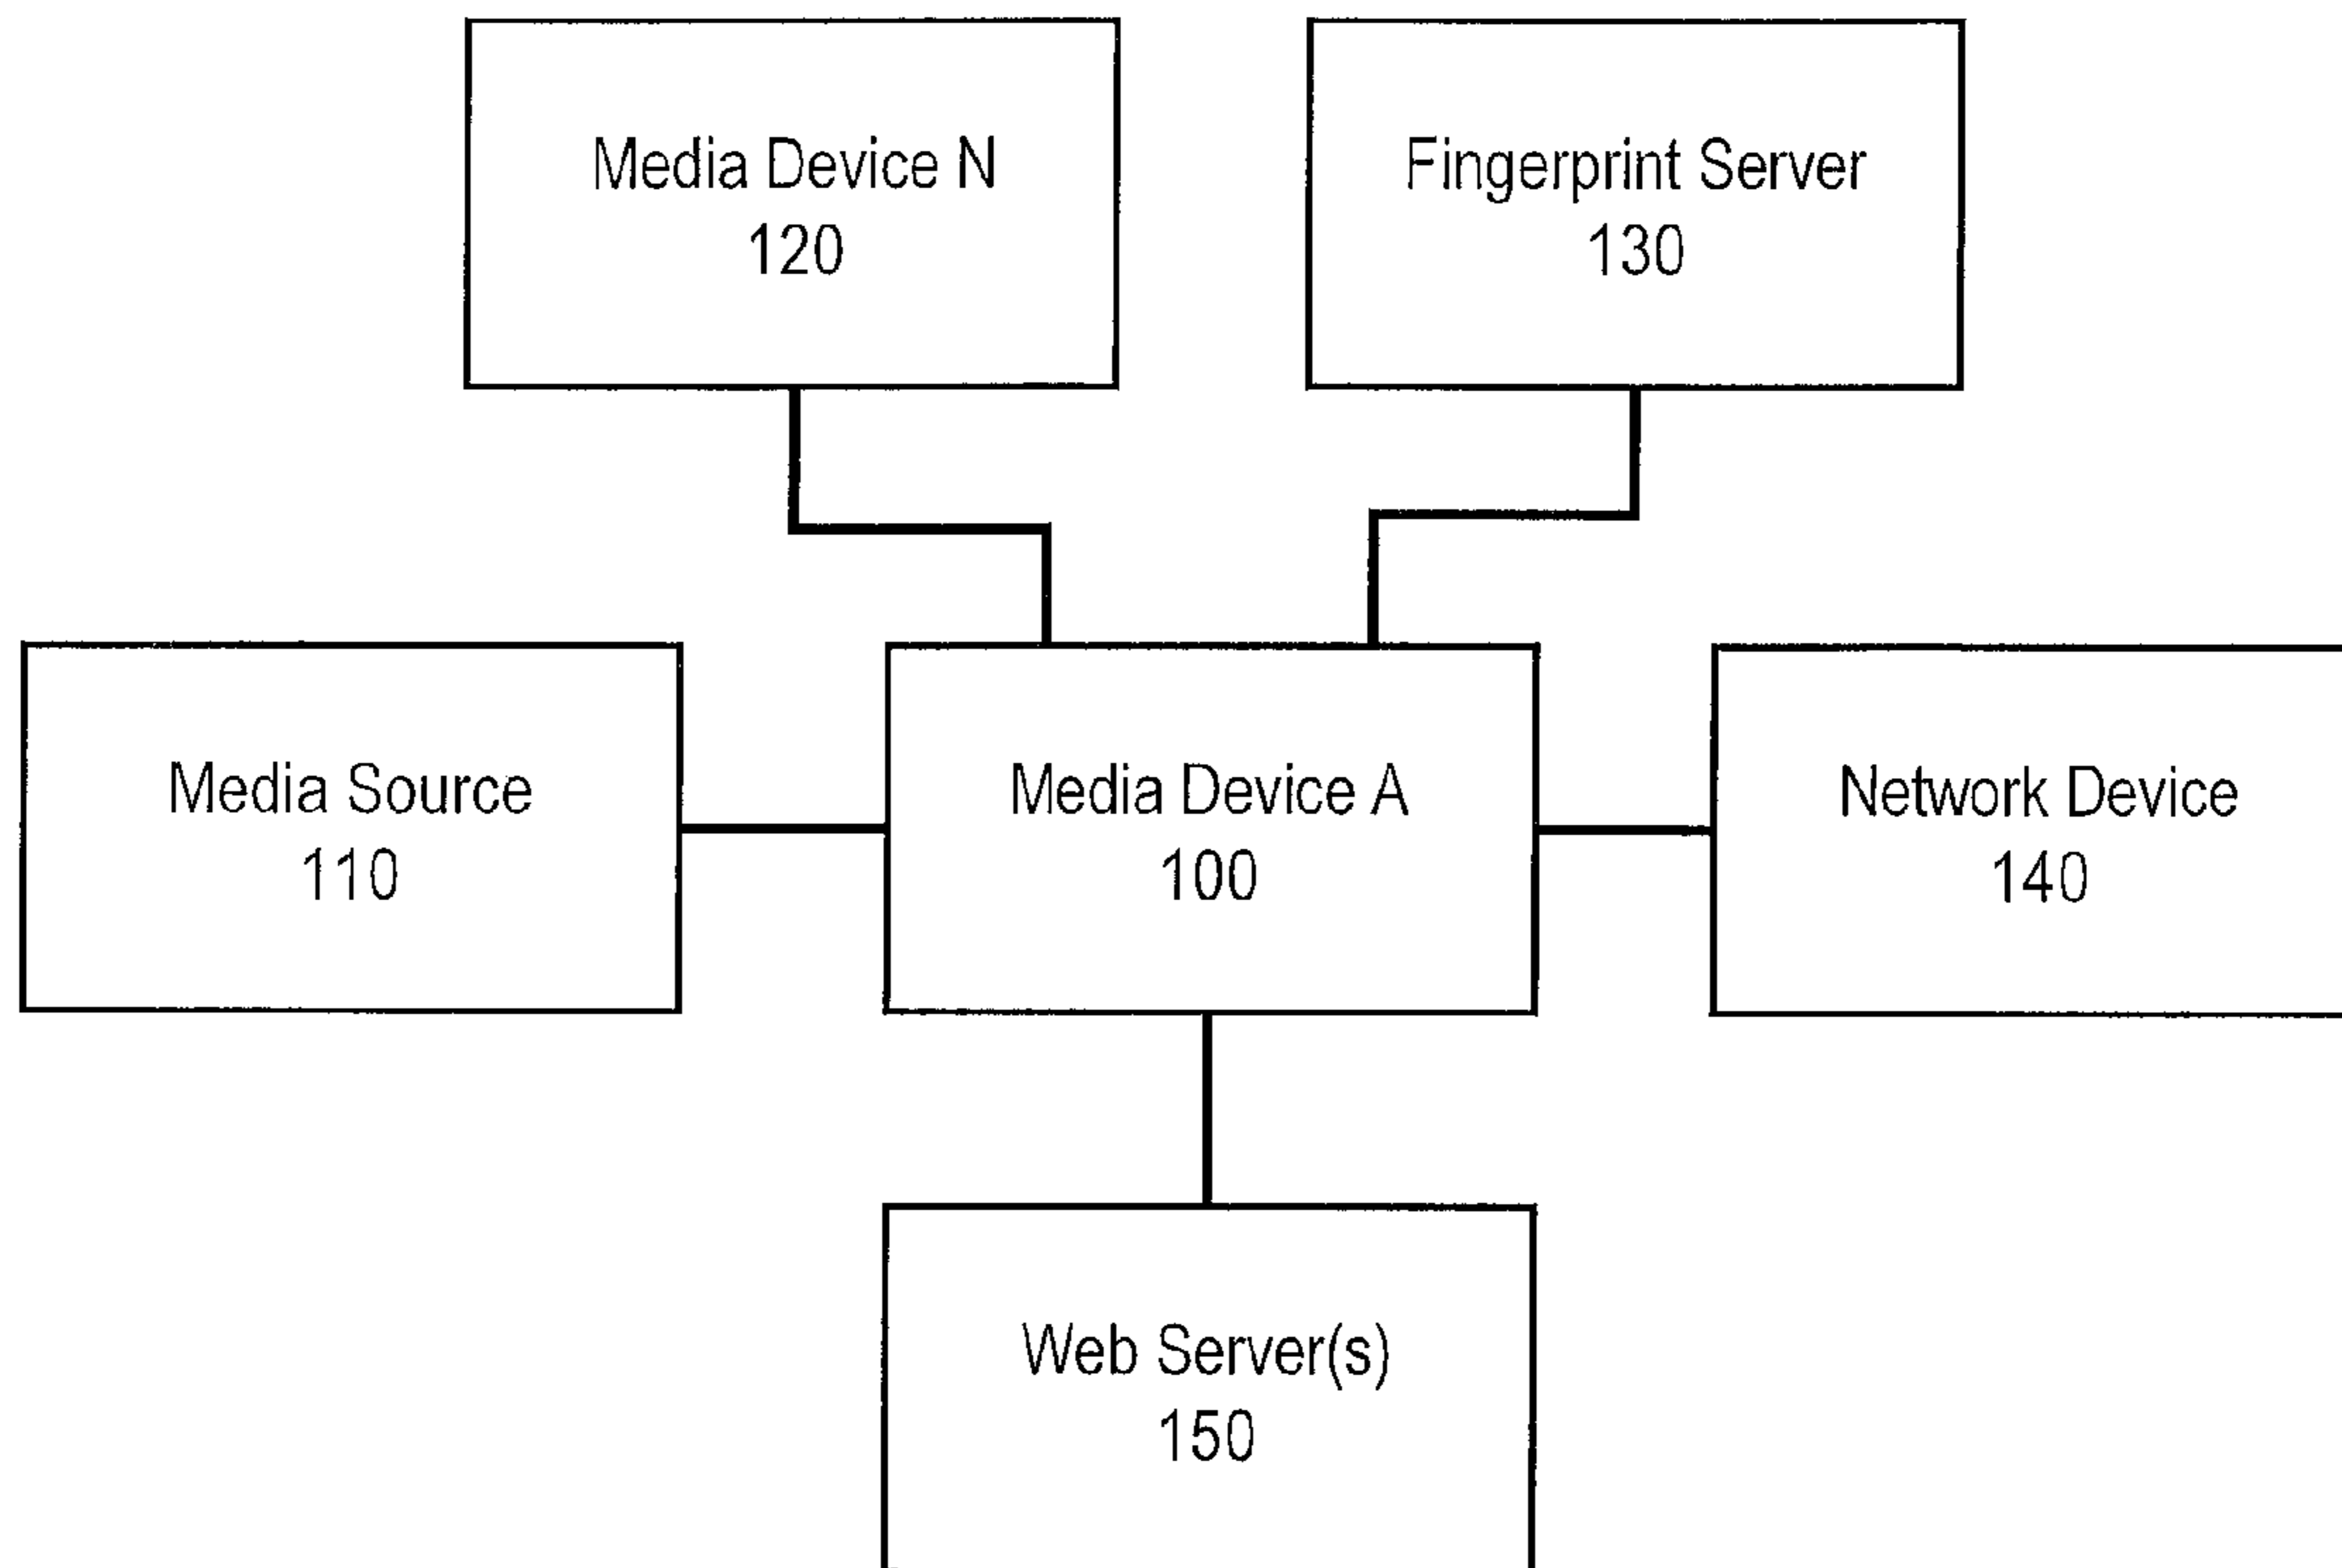 Media Device N
120
Fingerprint Server
130
Media Source
110
Media Device A
100
Network Device
140
Web Server(s)
150